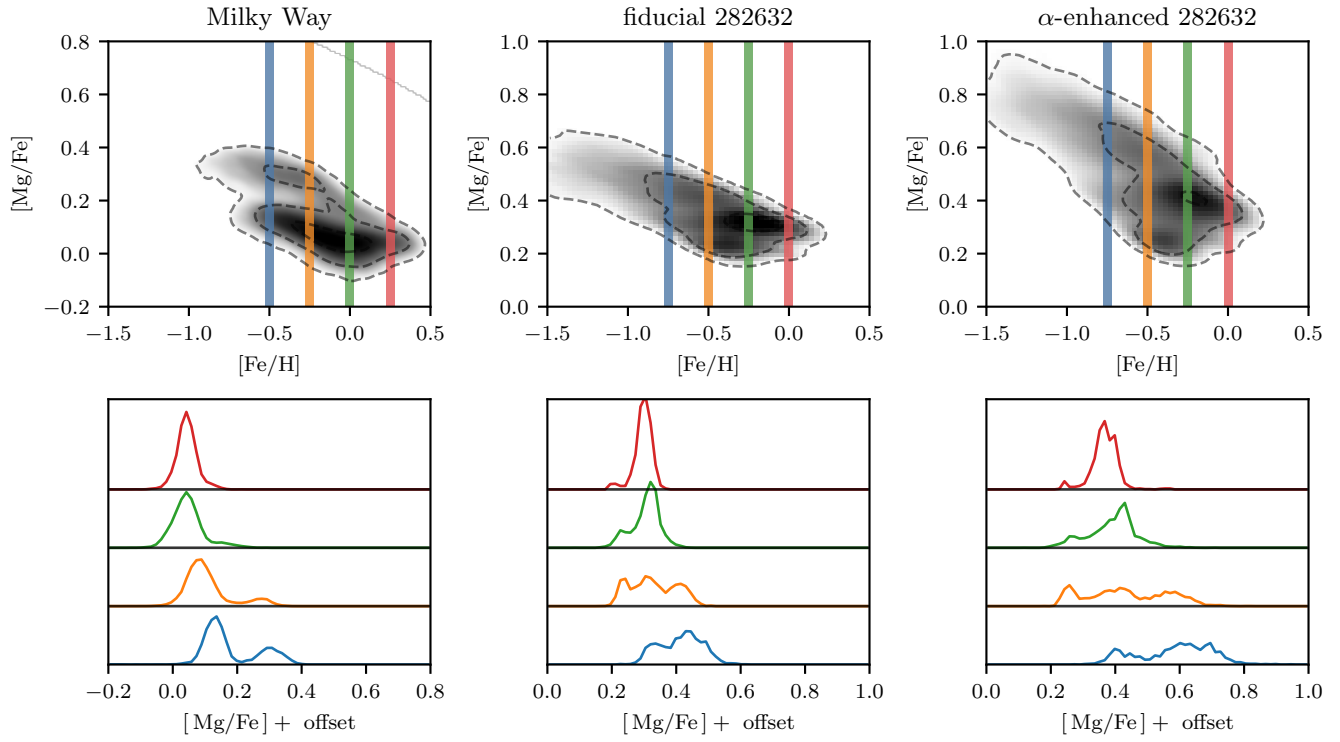 Milky Way
fiducial 282632
α-enhanced 282632
[Mg/Fe]
0.8
0.6
0.4
0.2
0.0
−0.2
−1.5 −1.0 −0.5 0.0 0.5
[Fe/H]
[Mg/Fe]
1.0
0.8
0.6
0.4
0.2
0.0
−1.5 −1.0 −0.5 0.0 0.5
[Fe/H]
[Mg/Fe]
1.0
0.8
0.6
0.4
0.2
0.0
−1.5 −1.0 −0.5 0.0 0.5
[Fe/H]
−0.2 0.0 0.2 0.4 0.6 0.8
[Mg/Fe] + offset
0.0 0.2 0.4 0.6 0.8 1.0
[Mg/Fe] + offset
0.0 0.2 0.4 0.6 0.8 1.0
[Mg/Fe] + offset